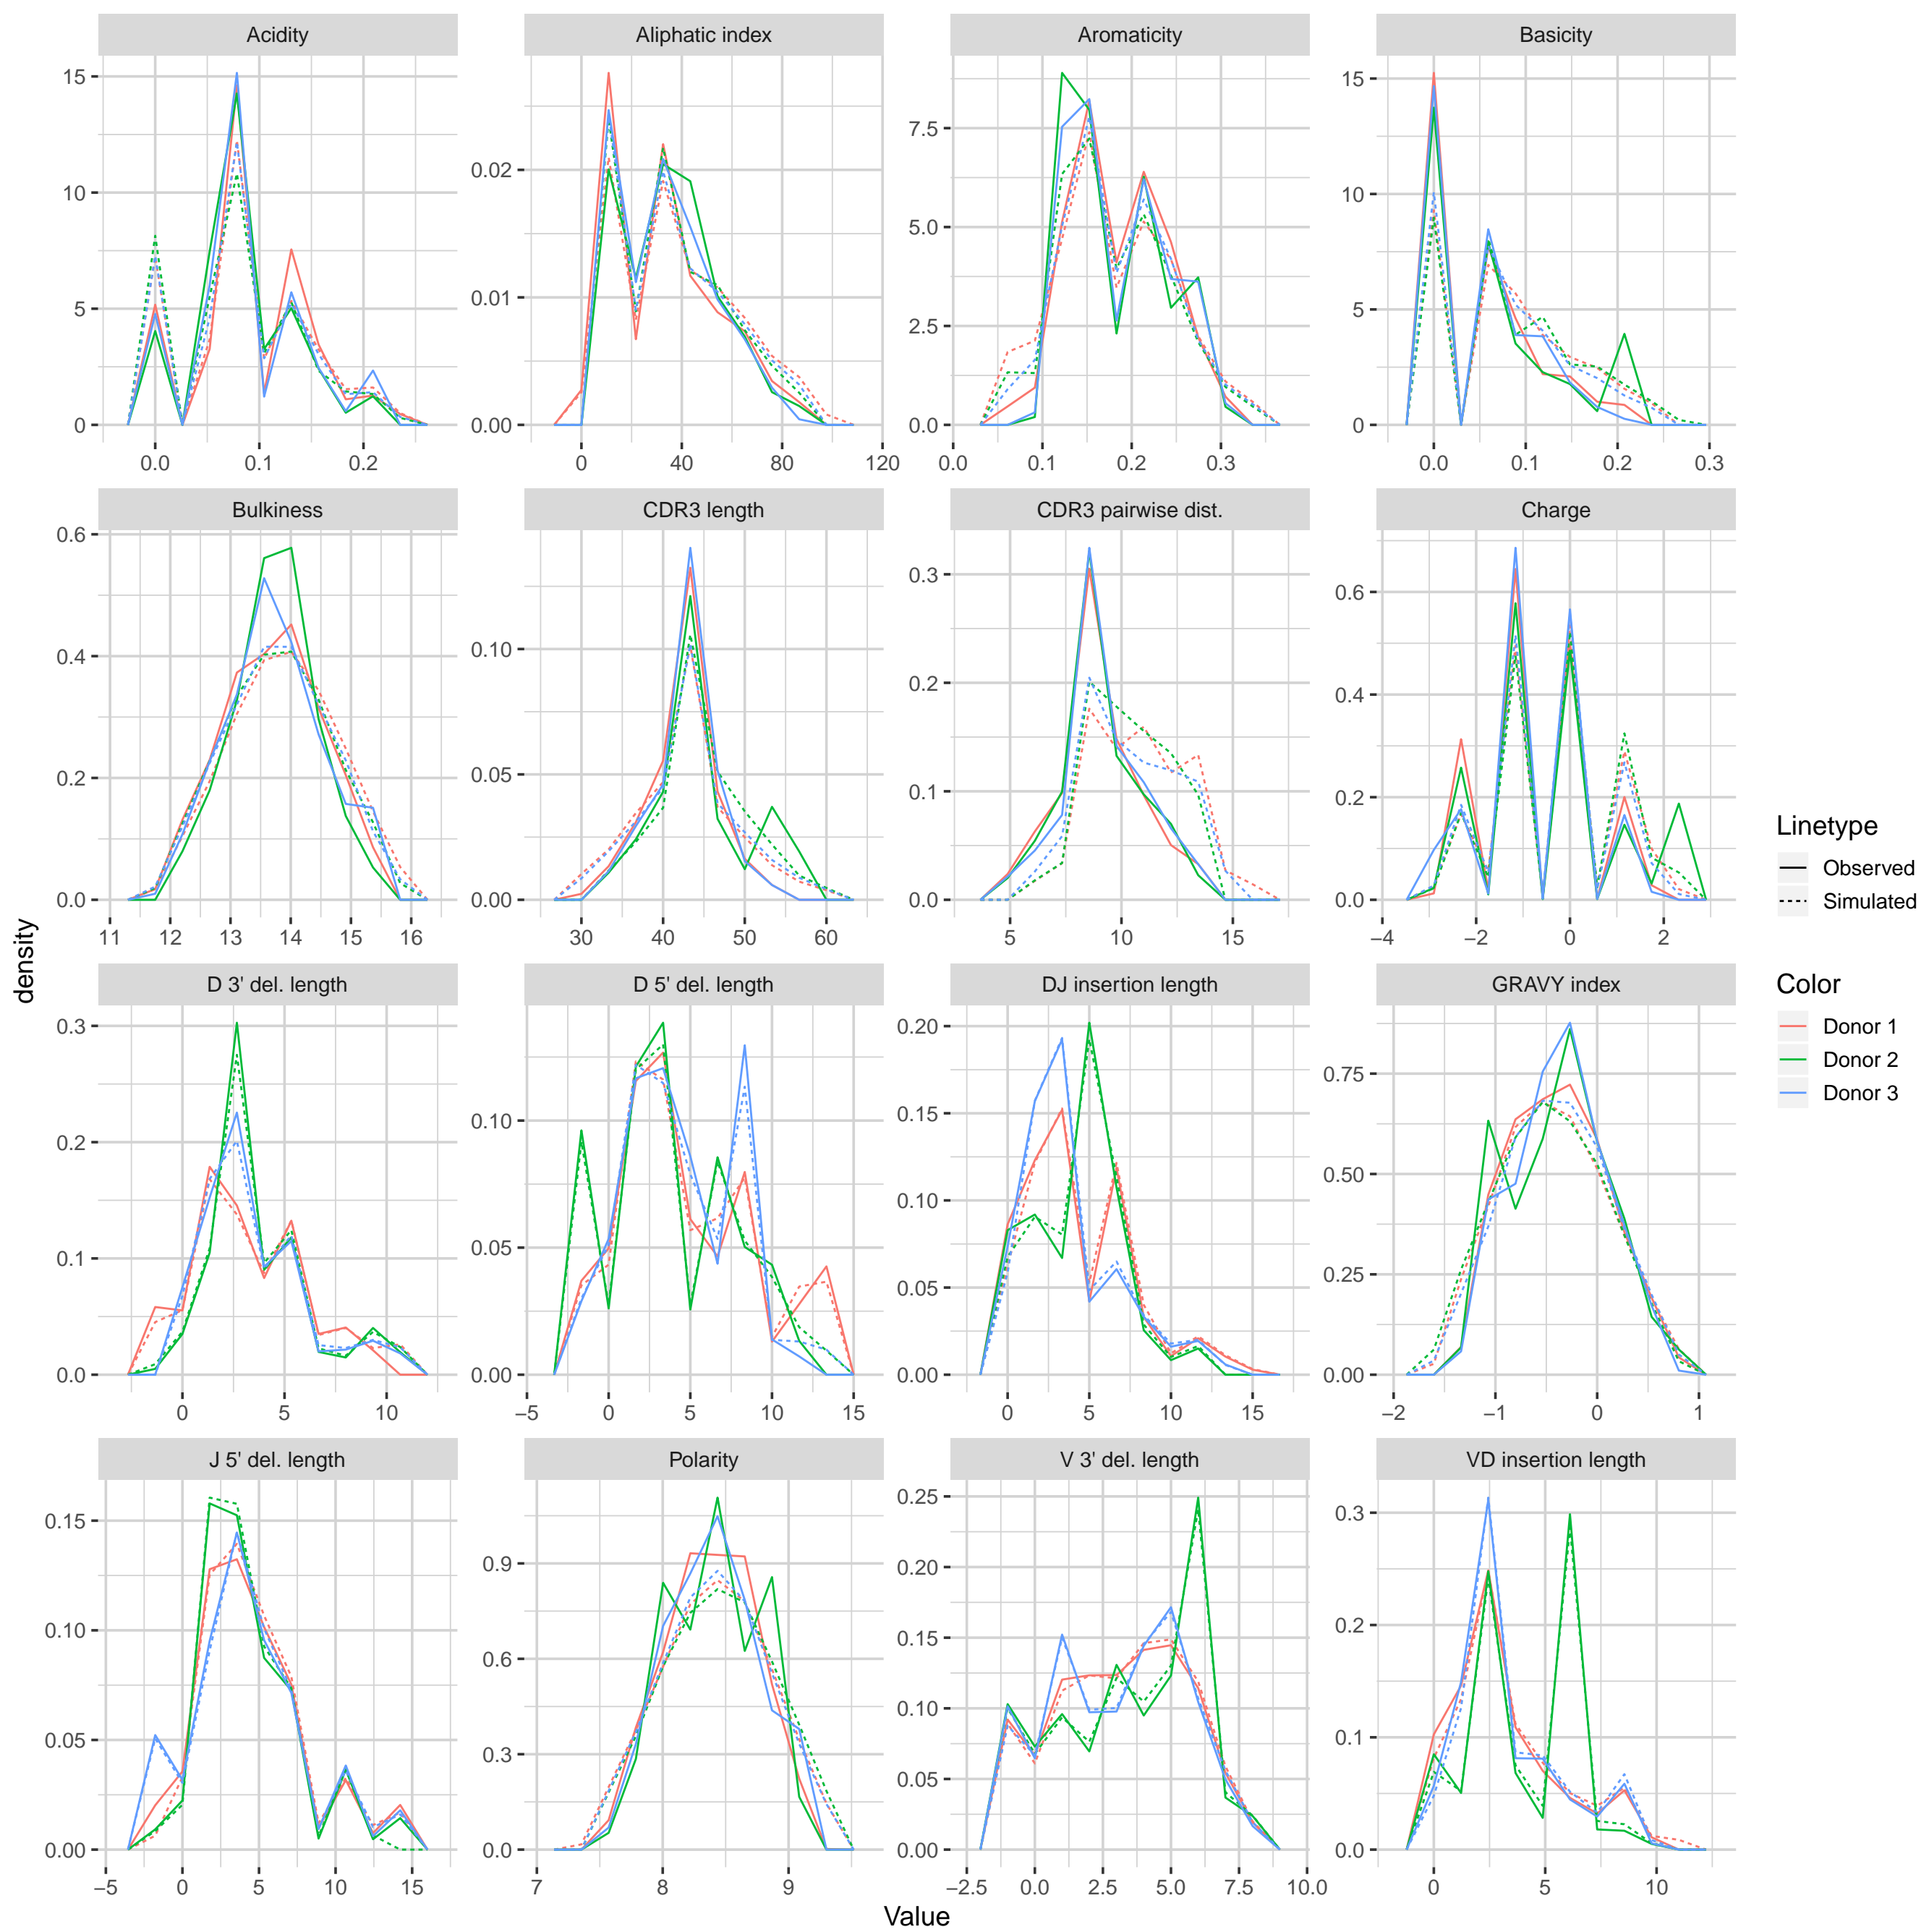 Acidity
Aliphatic index
Aromaticity
Basicity
15
10
5
0
0.0 0.1 0.2
0.02
0.01
0.00
0 40 80 120
7.5
5.0
2.5
0.0
0.0 0.1 0.2 0.3
15
10
5
0
0.0 0.1 0.2 0.3
Bulkiness
CDR3 length
CDR3 pairwise dist.
Charge
0.6
0.4
0.2
0.0
11 12 13 14 15 16
0.10
0.05
0.00
30 40 50 60
0.3
0.2
0.1
0.0
5 10 15
0.6
0.4
0.2
0.0
−4 −2 0 2
D 3' del. length
D 5' del. length
DJ insertion length
GRAVY index
0.3
0.2
0.1
0.0
0 5 10
0.10
0.05
0.00
−5 0 5 10 15
0.20
0.15
0.10
0.05
0.00
0 5 10 15
0.75
0.50
0.25
0.00
−2 −1 0 1
J 5' del. length
Polarity
V 3' del. length
VD insertion length
0.15
0.10
0.05
0.00
−5 0 5 10 15
0.9
0.6
0.3
0.0
7 8 9
0.25
0.20
0.15
0.10
0.05
0.00
−2.5 0.0 2.5 5.0 7.5 10.0
0.3
0.2
0.1
0.0
0 5 10
density
Value
Linetype
Observed
Simulated
Color
Donor 1
Donor 2
Donor 3